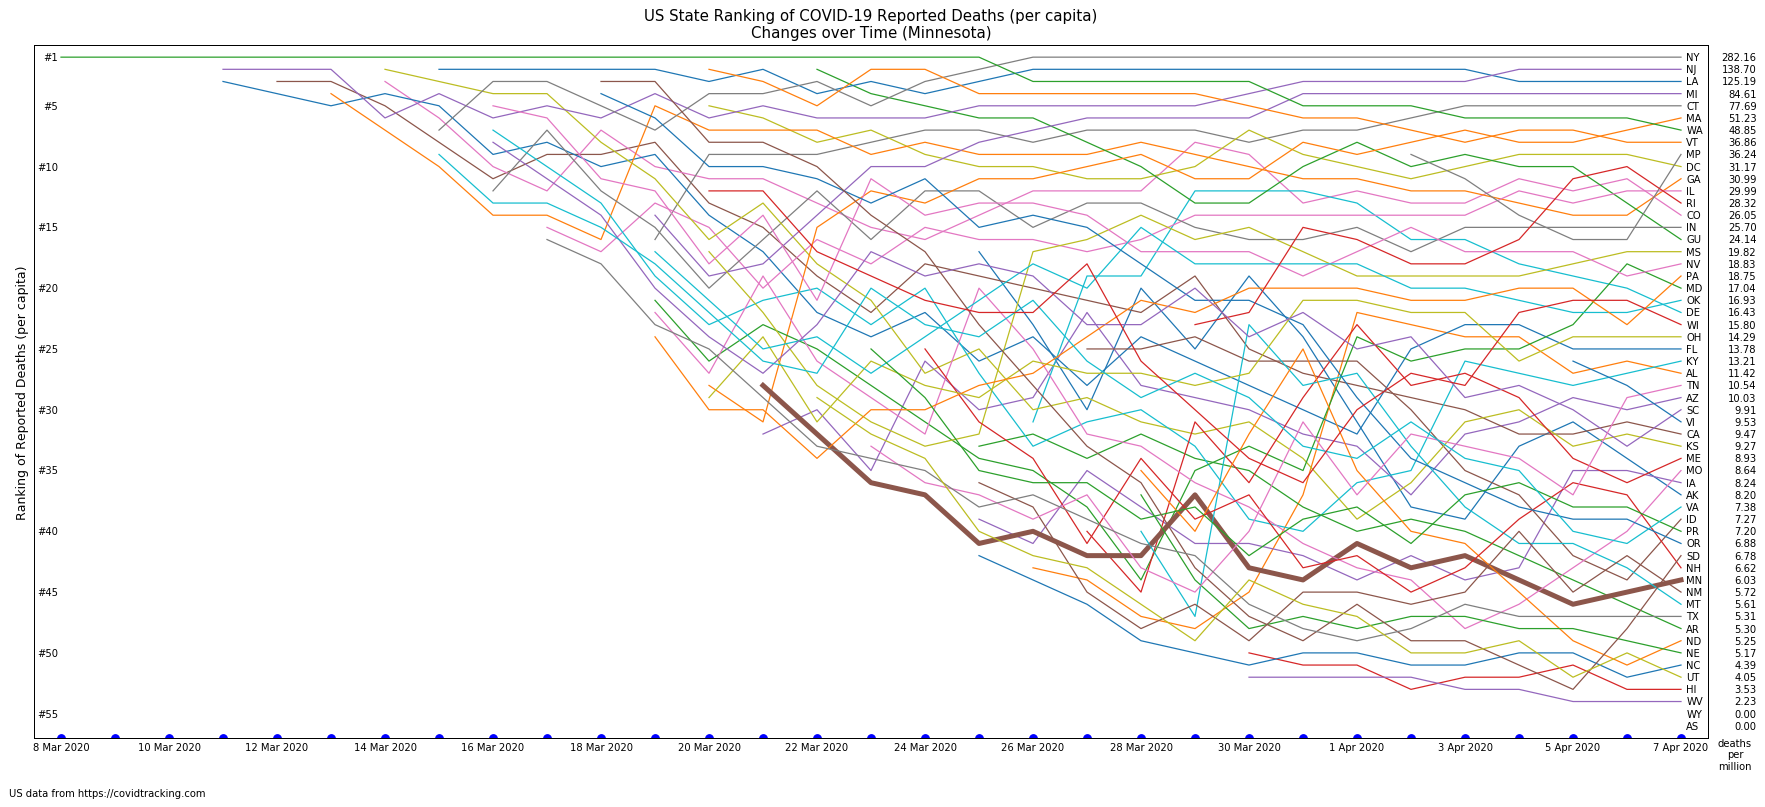 US State Ranking of COVID-19 Reported Deaths (per capita)
Changes over Time (Minnesota)
Ranking of Reported Deaths (per capita)
#1
#5
#10
#15
#20
#25
#30
#35
#40
#45
#50
#55
NY 282.16
NJ 138.70
LA 125.19
MI 84.61
CT 77.69
MA 51.23
WA 48.85
VT 36.86
MP 36.24
DC 31.17
GA 30.99
IL 29.99
RI 28.32
CO 26.05
IN 25.70
GU 24.14
MS 19.82
NV 18.83
PA 18.75
MD 17.04
OK 16.93
DE 16.43
WI 15.80
OH 14.29
FL 13.78
KY 13.21
AL 11.42
TN 10.54
AZ 10.03
SC 9.91
VI 9.53
CA 9.47
KS 9.27
ME 8.93
MO 8.64
IA 8.24
AK 8.20
VA 7.38
ID 7.27
PR 7.20
OR 6.88
SD 6.78
NH 6.62
MN 6.03
NM 5.72
MT 5.61
TX 5.31
AR 5.30
ND 5.25
NE 5.17
NC 4.39
UT 4.05
HI 3.53
WV 2.23
WY 0.00
AS 0.00
8 Mar 2020 10 Mar 2020 12 Mar 2020 14 Mar 2020 16 Mar 2020 18 Mar 2020 20 Mar 2020 22 Mar 2020 24 Mar 2020 26 Mar 2020 28 Mar 2020 30 Mar 2020 1 Apr 2020 3 Apr 2020 5 Apr 2020 7 Apr 2020
deaths
per
million
US data from https://covidtracking.com